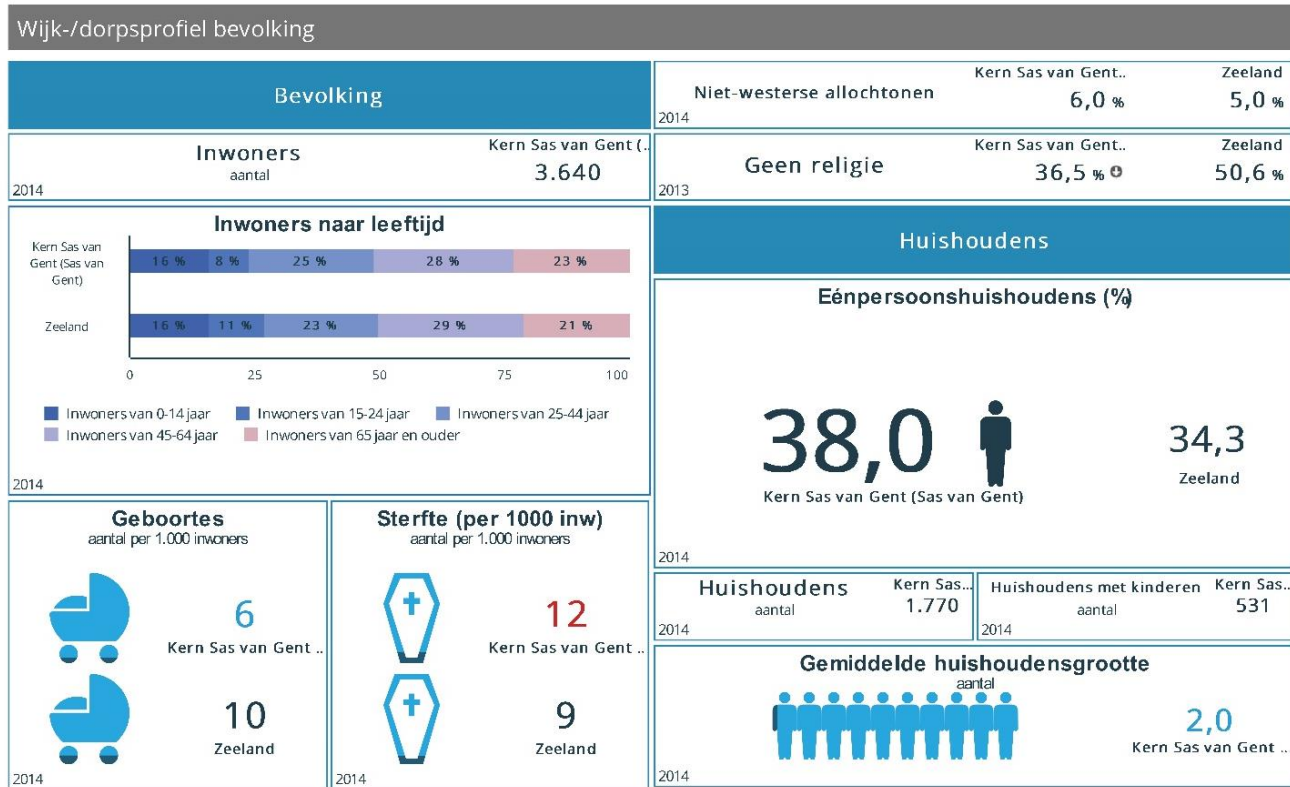 Wijk-/dorpsprofiel bevolking
Bevolking
Inwoners
aantal
Kern Sas van Gent (..
3.640
2014
Inwoners naar leeftijd
Kern Sas van
Gent (Sas van
Gent)
16 % 8 % 25 % 28 % 23 %
Zeeland
16 % 11 % 23 % 29 % 21 %
0 25 50 75 100
Inwoners van 0-14 jaar Inwoners van 15-24 jaar Inwoners van 25-44 jaar
Inwoners van 45-64 jaar Inwoners van 65 jaar en ouder
2014
Geboortes
aantal per 1.000 inwoners
6
Kern Sas van Gent ..
10
Zeeland
2014
Sterfte (per 1000 inw)
aantal per 1.000 inwoners
12
Kern Sas van Gent ..
9
Zeeland
2014
Niet-westerse allochtonen
Kern Sas van Gent.. Zeeland
6,0 % 5,0 %
2014
Geen religie
Kern Sas van Gent.. Zeeland
36,5 % 50,6 %
2013
Huishoudens
Eénpersoonshuishoudens (%)
38,0
Kern Sas van Gent (Sas van Gent)
34,3
Zeeland
2014
Huishoudens
aantal
Kern Sas...
1.770
2014
Huishoudens met kinderen
aantal
Kern Sas...
531
2014
Gemiddelde huishoudensgrootte
aantal
2,0
Kern Sas van Gent ...
2014